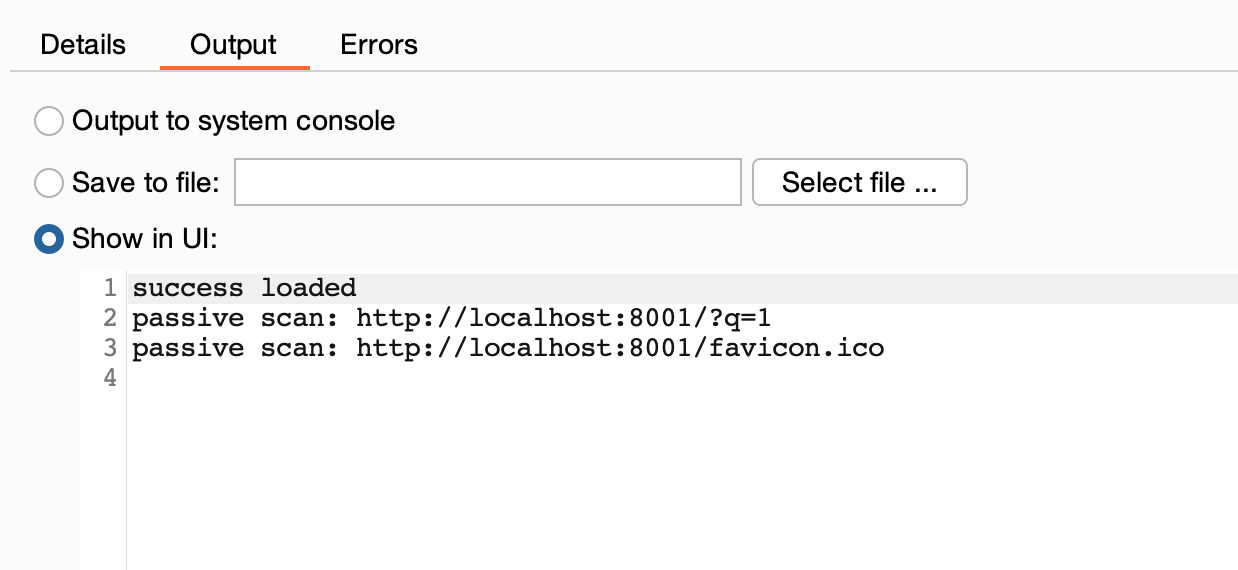 Details Output Errors
Output to system console
Save to file: Select file ...
Show in UI:
1 success loaded
2 passive scan: http://localhost:8001/?q=1
3 passive scan: http://localhost:8001/favicon.ico
4